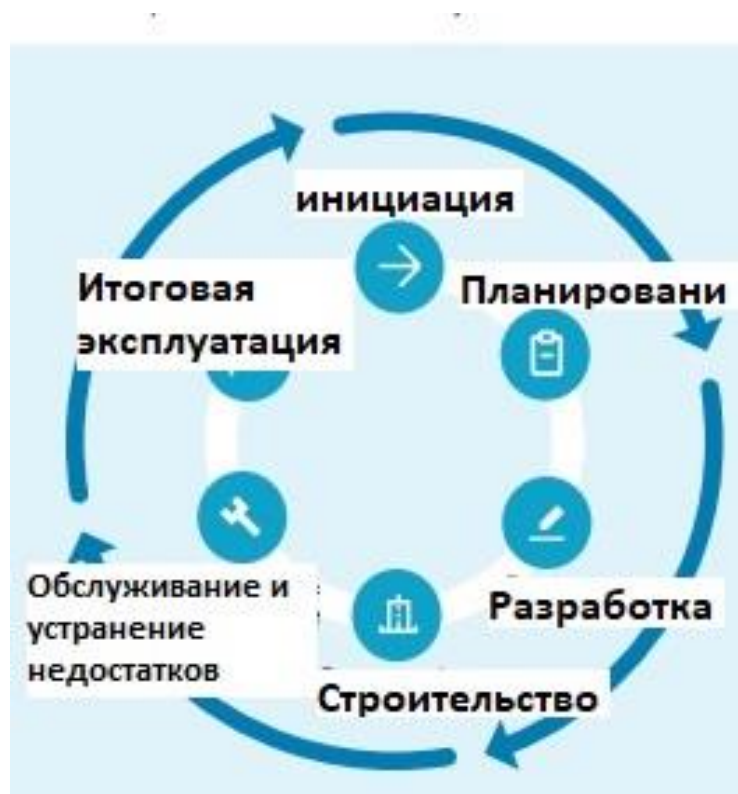 инициация
Планировани
Разработка
Строительство
Обслуживание и
устранение
недостатков
Итоговая
эксплуатация